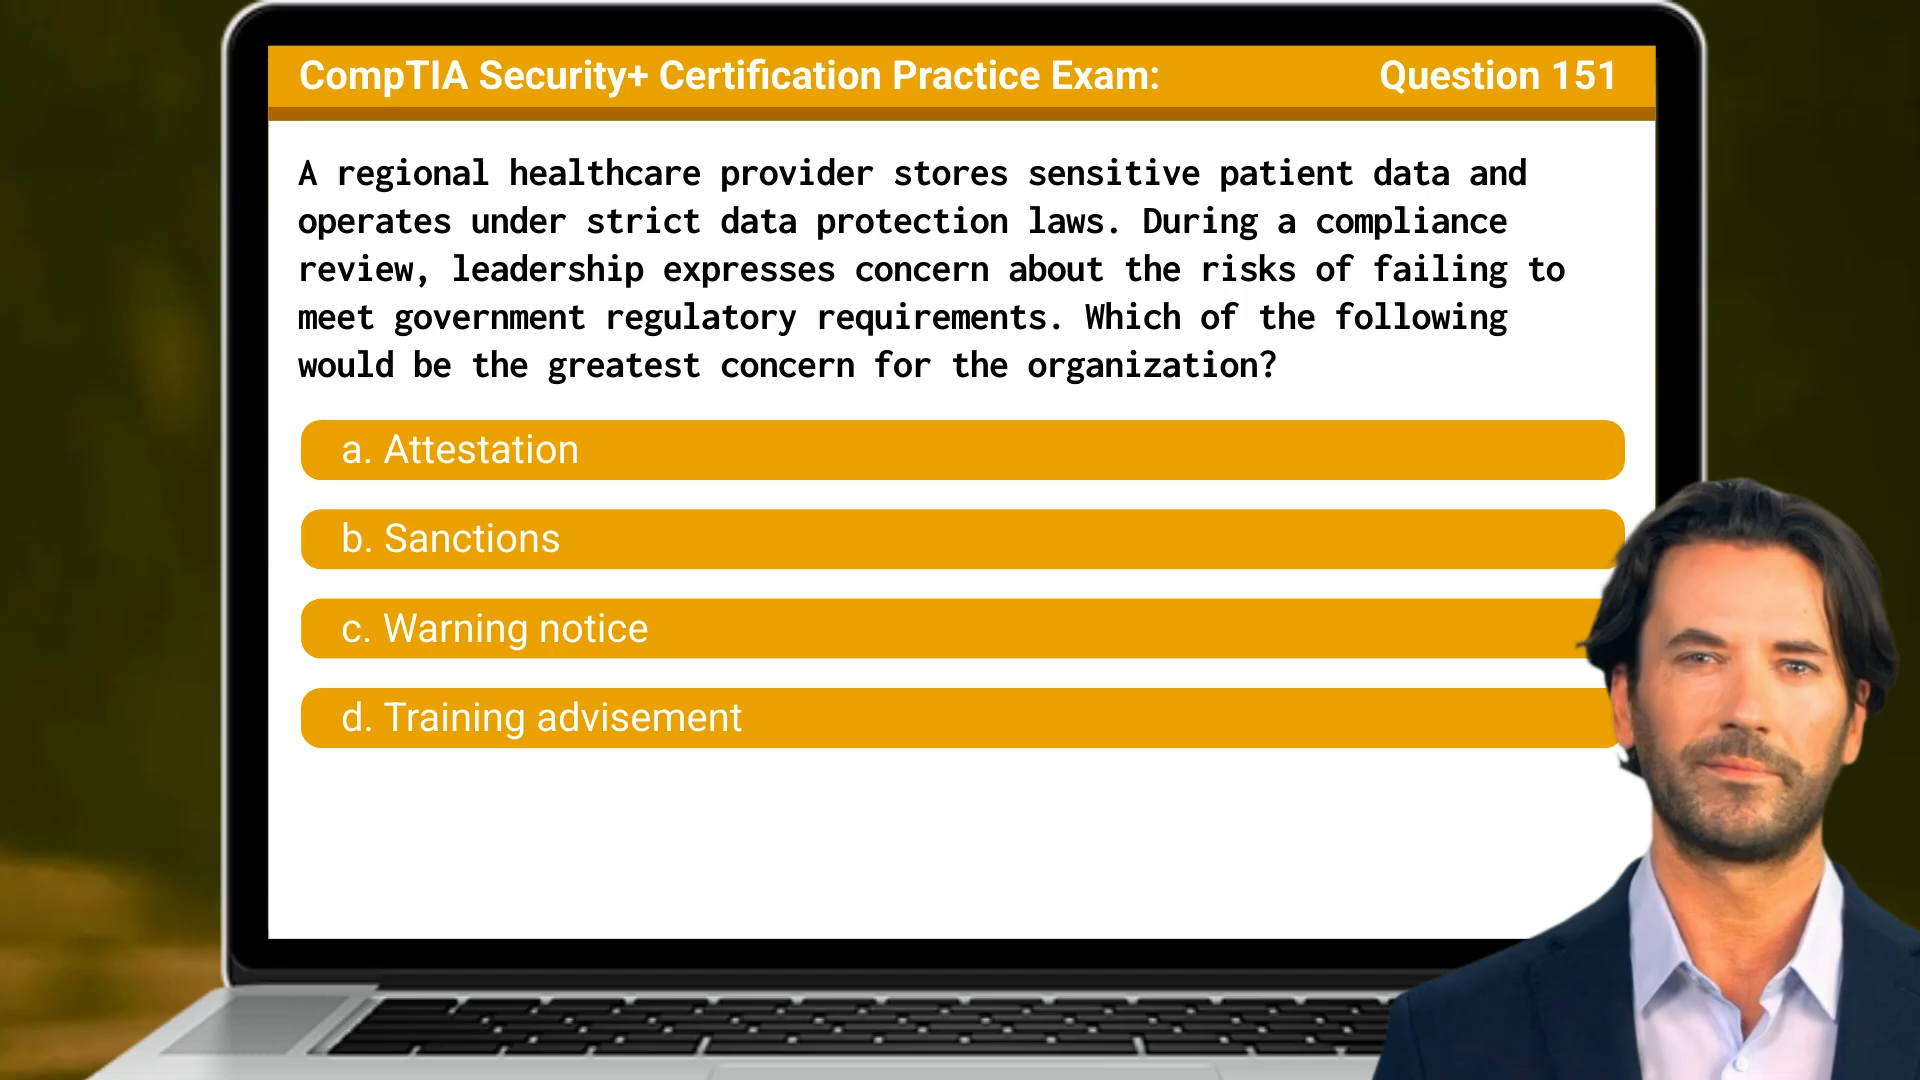 CompTIA Security+ Certification Practice Exam: Question 151
A regional healthcare provider stores sensitive patient data and
operates under strict data protection laws. During a compliance
review, leadership expresses concern about the risks of failing to
meet government regulatory requirements. Which of the following
would be the greatest concern for the organization?
a. Attestation
b. Sanctions
c. Warning notice
d. Training advisement